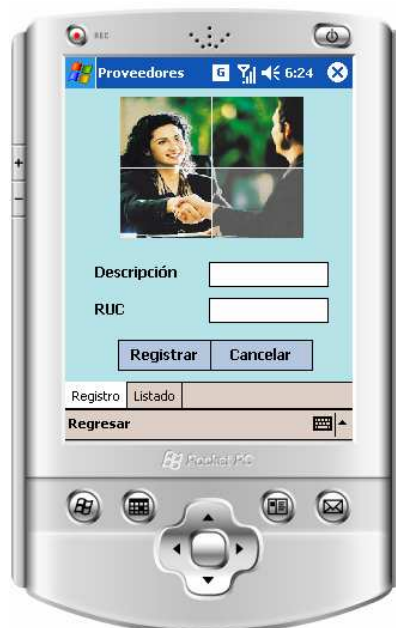 REC
Proveedores G 6:24
Descripción
RUC
Registrar Cancelar
Registro Listado
Regresar
Pocket PC